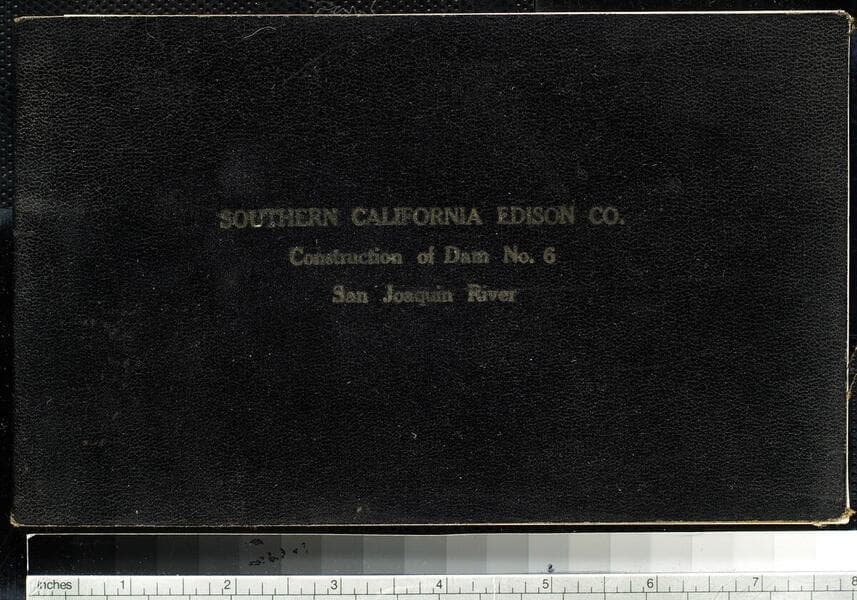 SOUTHERN CALIFORNIA EDISON CO.
Construction of Dam No. 6
San Joaquin River
inches 1 2 3 4 5 6 7 8